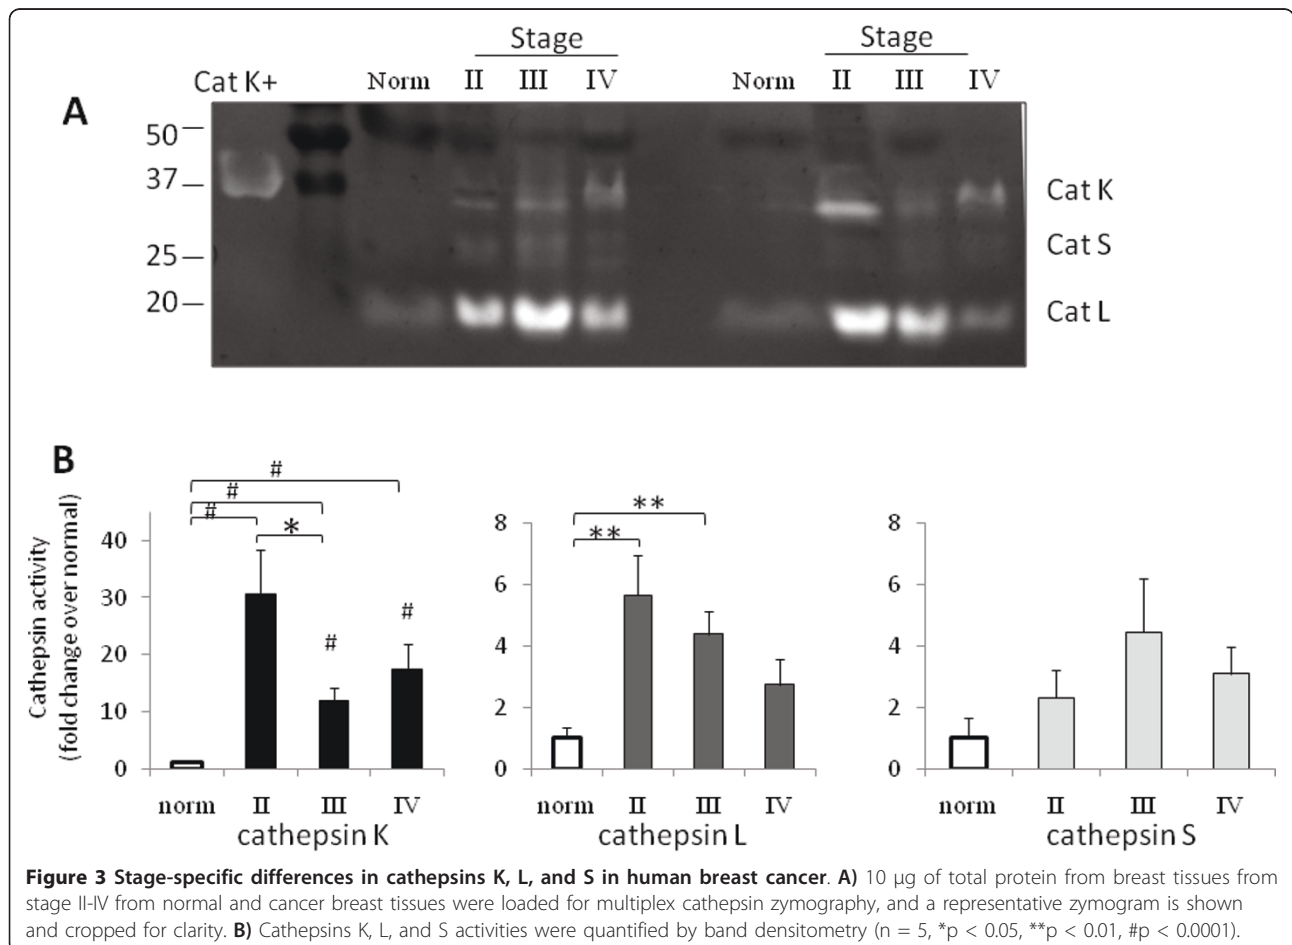 Stage Stage
Cat K+ Norm II III IV Norm II III IV
A
50
37 Cat K
Cat S
25
20 Cat L
B
#
#
#
*
**
**
Cathepsin activity
(fold change over normal)
40
30
20
10
0
#
#
norm II III IV
cathepsin K
8
6
4
2
0
norm II III IV
cathepsin L
8
6
4
2
0
norm II III IV
cathepsin S
Figure 3 Stage-specific differences in cathepsins K, L, and S in human breast cancer. A) 10 μg of total protein from breast tissues from
stage II-IV from normal and cancer breast tissues were loaded for multiplex cathepsin zymography, and a representative zymogram is shown
and cropped for clarity. B) Cathepsins K, L, and S activities were quantified by band densitometry (n = 5, *p < 0.05, **p < 0.01, #p < 0.0001).